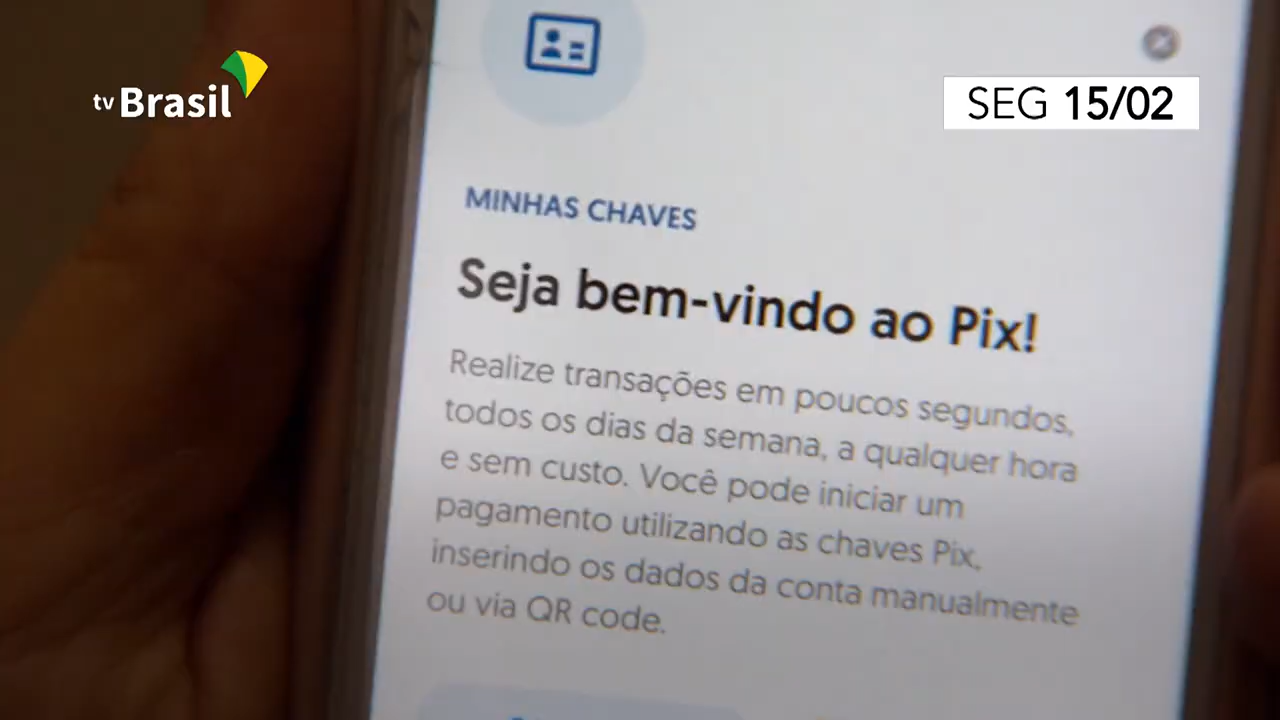 tv Brasil
SEG 15/02
MINHAS CHAVES
Seja bem-vindo ao Pix!
Realize transações em poucos segundos,
todos os dias da semana, a qualquer hora
e sem custo. Você pode iniciar um
pagamento utilizando as chaves Pix,
inserindo os dados da conta manualmente
ou via QR code.